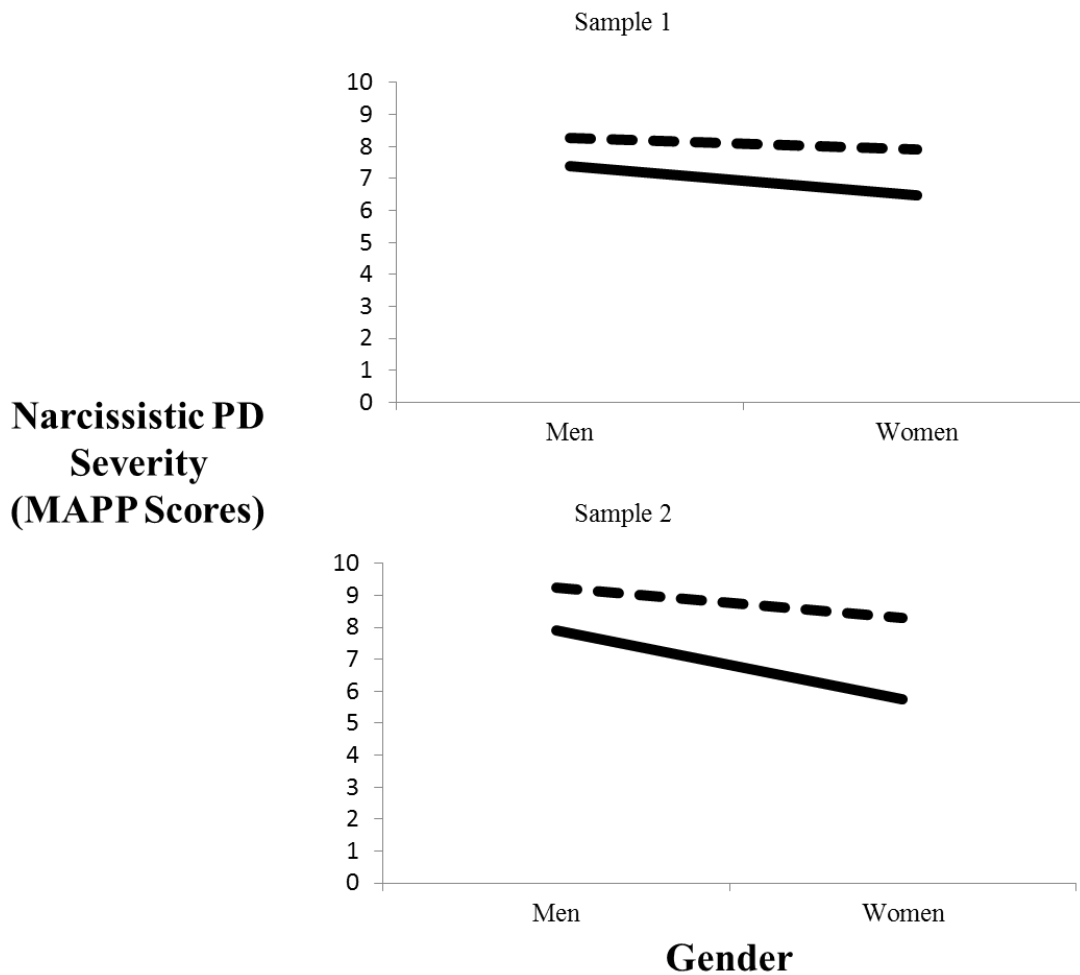 Sample 1
10
9
8
7
6
5
4
3
2
1
0
Men Women
Narcissistic PD
Severity
(MAPP Scores)
Sample 2
10
9
8
7
6
5
4
3
2
1
0
Men Women
Gender